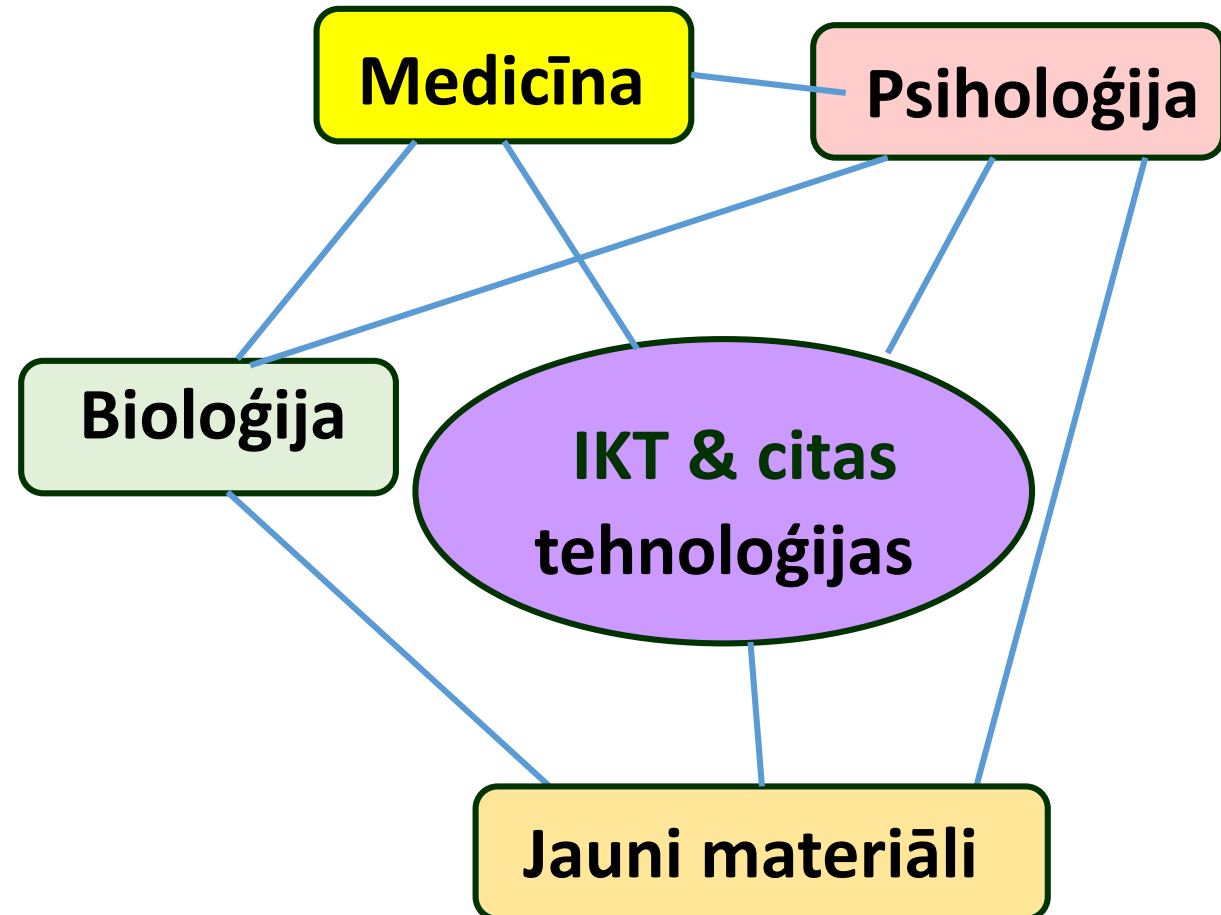 Medicīna
Psiholoģija
Bioloģija
IKT & citas
tehnoloģijas
Jauni materiāli